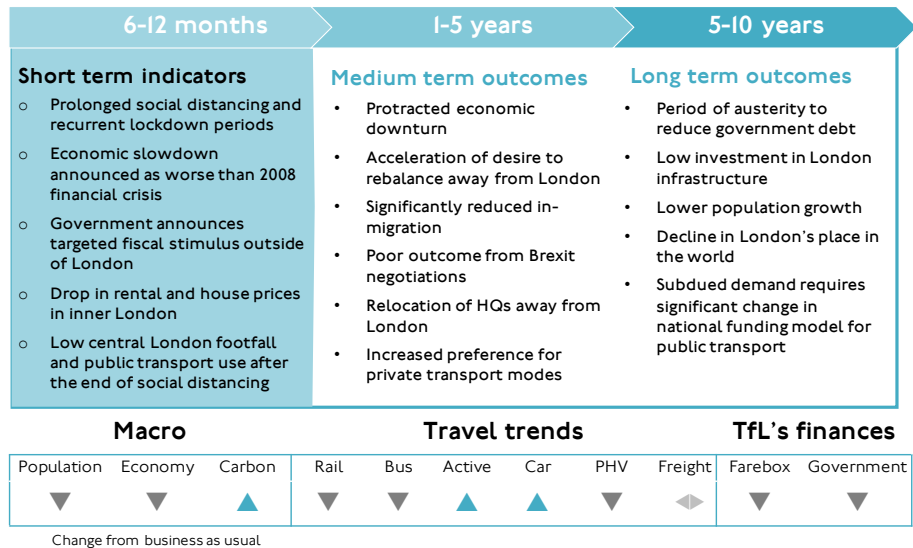 6-12 months
1-5 years
5-10 years
Short term indicators
o Prolonged social distancing and
recurrent lockdown periods
o Economic slowdown
announced as worse than 2008
financial crisis
o Government announces
targeted fiscal stimulus outside
of London
o Drop in rental and house prices
in inner London
o Low central London footfall
and public transport use after
the end of social distancing
Medium term outcomes
• Protracted economic
downturn
• Acceleration of desire to
rebalance away from London
• Significantly reduced in-
migration
• Poor outcome from Brexit
negotiations
• Relocation of HQs away from
London
• Increased preference for
private transport modes
Long term outcomes
• Period of austerity to
reduce government debt
• Low investment in London
infrastructure
• Lower population growth
• Decline in London's place in
the world
• Subdued demand requires
significant change in
national funding model for
public transport
Macro
Travel trends
TfL's finances
Population Economy Carbon Rail Bus Active Car PHV Freight Farebox Government
Change from business as usual